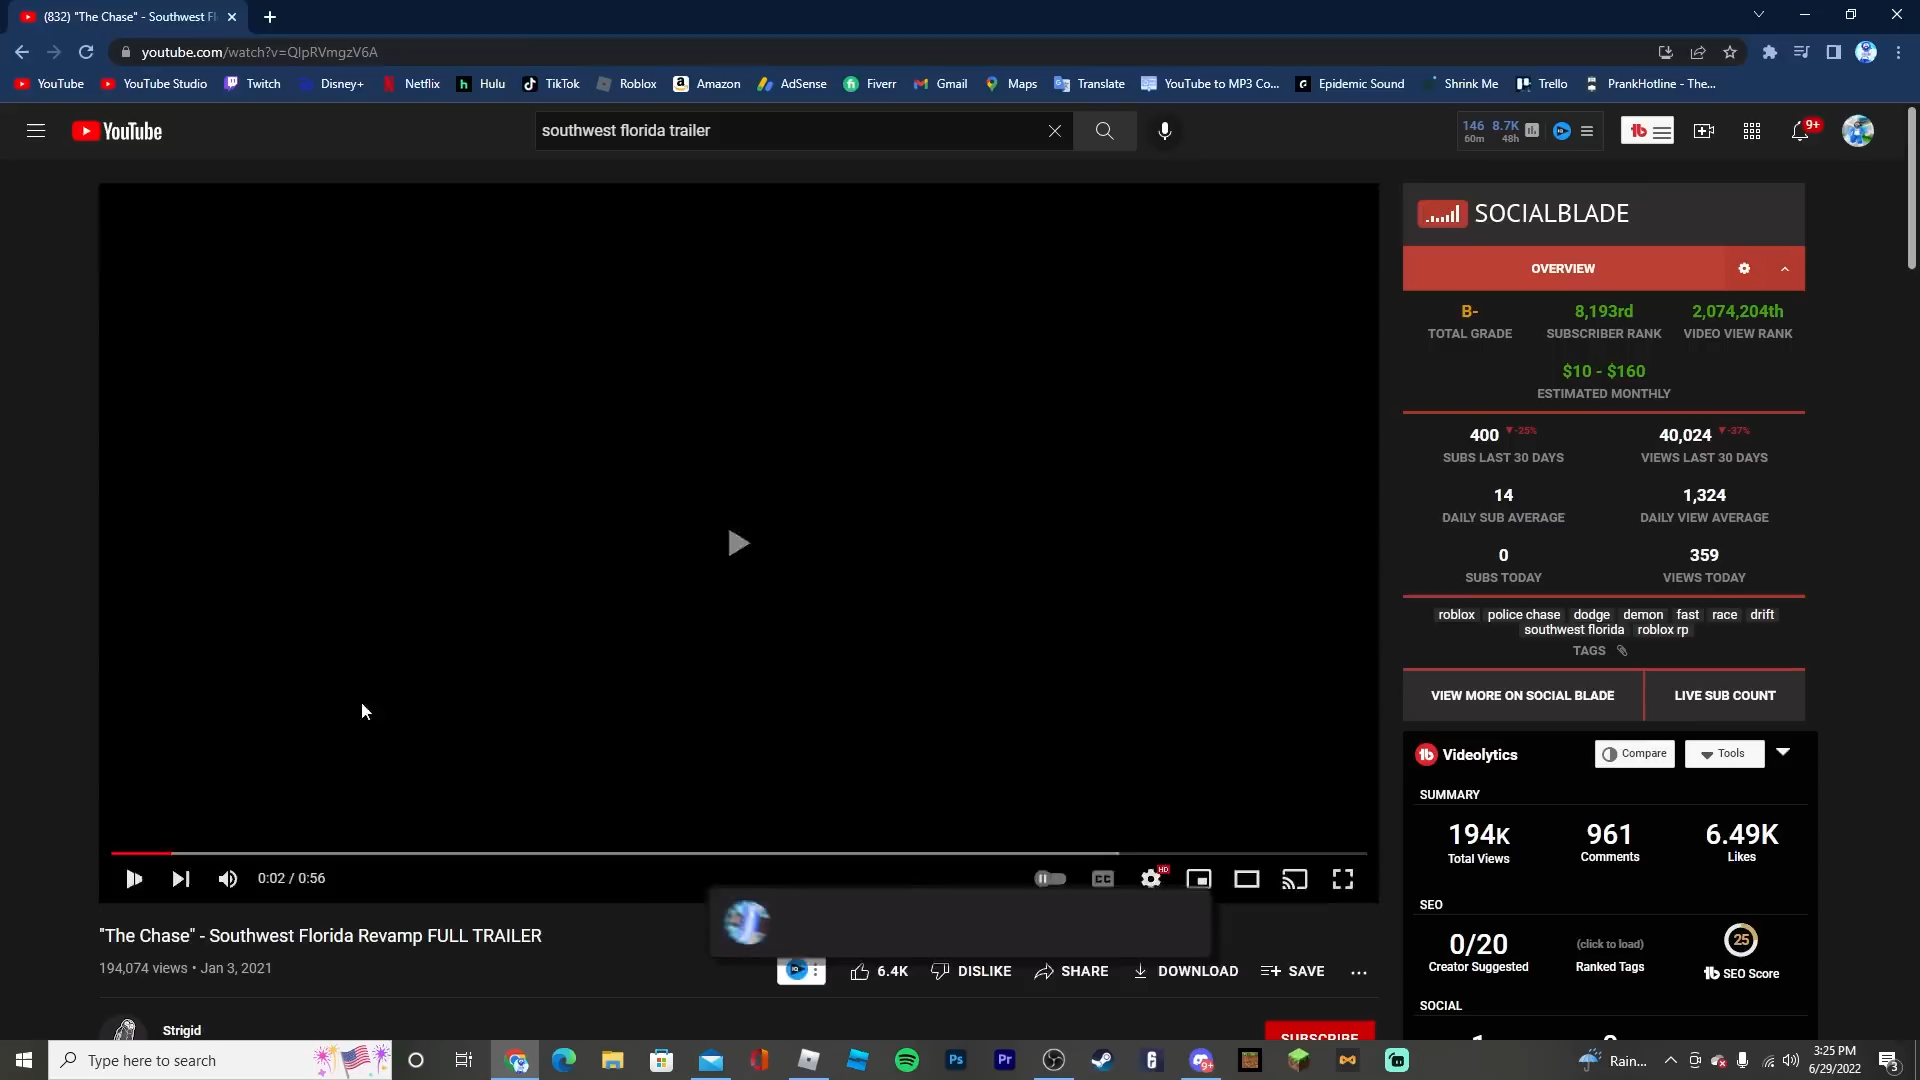 (832) "The Chase" - Southwest Fl
youtube.com/watch?v=QlpRVmgzV6A
YouTube
YouTube Studio
Twitch
Disney+
Netflix
Hulu
TikTok
Roblox
Amazon
AdSense
Fiverr
Gmail
Maps
Translate
YouTube to MP3 Co...
Epidemic Sound
Shrink Me
Trello
PrankHotline - The...
YouTube
southwest florida trailer
146 8.7K
60m 48h
9+
SOCIALBLADE
OVERVIEW
B- 8,193rd 2,074,204th
TOTAL GRADE SUBSCRIBER RANK VIDEO VIEW RANK
$10 - $160
ESTIMATED MONTHLY
400 ▼-25% 40,024 ▼-37%
SUBS LAST 30 DAYS VIEWS LAST 30 DAYS
14 1,324
DAILY SUB AVERAGE DAILY VIEW AVERAGE
0 359
SUBS TODAY VIEWS TODAY
roblox police chase dodge demon fast race drift
southwest florida roblox rp
TAGS
VIEW MORE ON SOCIAL BLADE LIVE SUB COUNT
Videolytics Compare Tools
SUMMARY
194K 961 6.49K
Total Views Comments Likes
SEO
0/20 (click to load) 25
Creator Suggested Ranked Tags SEO Score
SOCIAL
0:02 / 0:56
CC
HD
"The Chase" - Southwest Florida Revamp FULL TRAILER
194,074 views • Jan 3, 2021
6.4K DISLIKE SHARE DOWNLOAD SAVE
Strigid
SUBSCRIBE
Type here to search
Ps
Pr
9+
Rain...
3:25 PM
6/29/2022
3